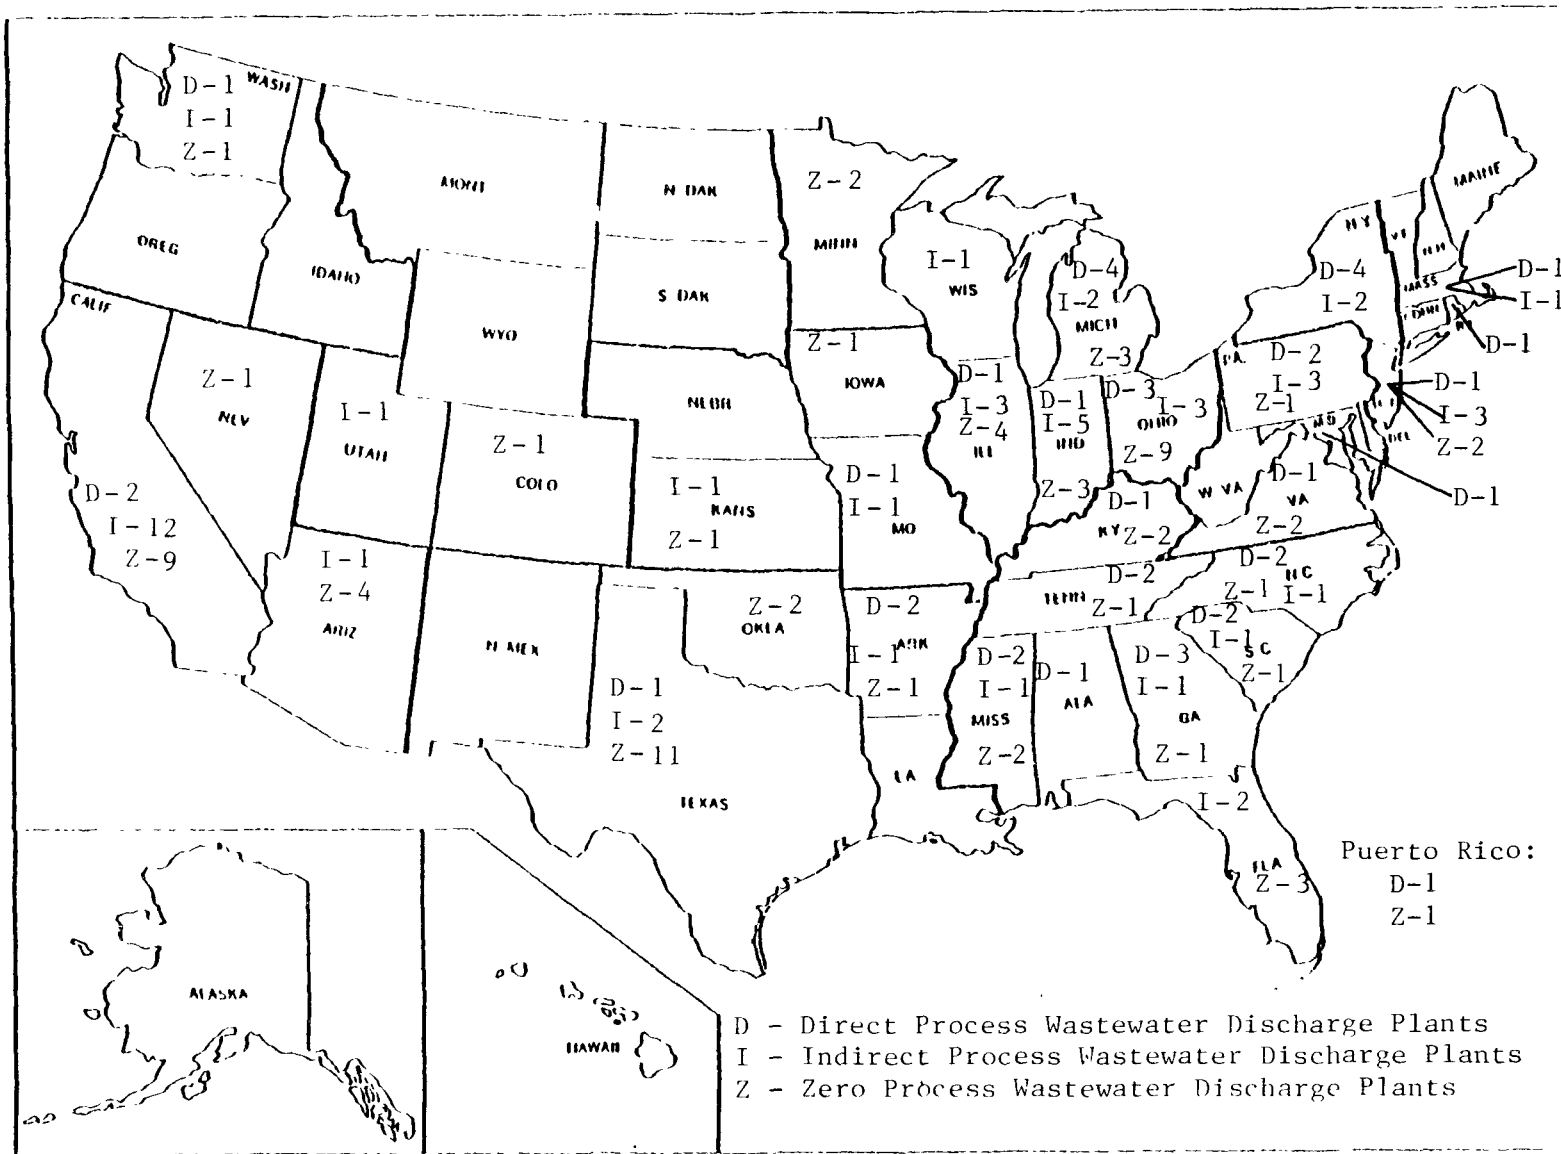 WASH
D-1
I-1
Z-1
OREG
CALIF
D-2
I-12
Z-9
IDAHO
NEV
Z-1
MONT
WYO
UTAH
I-1
COLO
Z-1
ARIZ
I-1
Z-4
N MEX
N DAK
S DAK
NEBR
KANS
I-1
Z-1
OKLA
Z-2
TEXAS
D-1
I-2
Z-11
MINN
Z-2
IOWA
Z-1
MO
D-1
I-1
ARK
D-2
I-1
Z-1
LA
WIS
I-1
ILL
D-1
I-3
Z-4
MICH
D-4
I-2
Z-3
IND
D-1
I-5
Z-3
OHIO
D-3
I-3
Z-9
KY
D-1
Z-2
TENN
D-2
Z-1
MISS
D-2
I-1
Z-2
ALA
D-1
GA
D-3
I-1
Z-1
FLA
I-2
Z-3
SC
D-2
I-1
Z-1
NC
D-2
Z-1
I-1
VA
D-1
Z-2
W VA
PA.
D-2
I-3
Z-1
NY
D-4
I-2
VT
NH
MAINE
MASS
D-1
I-1
CONN
RI
D-1
NJ
D-1
I-3
Z-2
DEL
MD
D-1
Puerto Rico:
D-1
Z-1
ALASKA
HAWAII
D - Direct Process Wastewater Discharge Plants
I - Indirect Process Wastewater Discharge Plants
Z - Zero Process Wastewater Discharge Plants